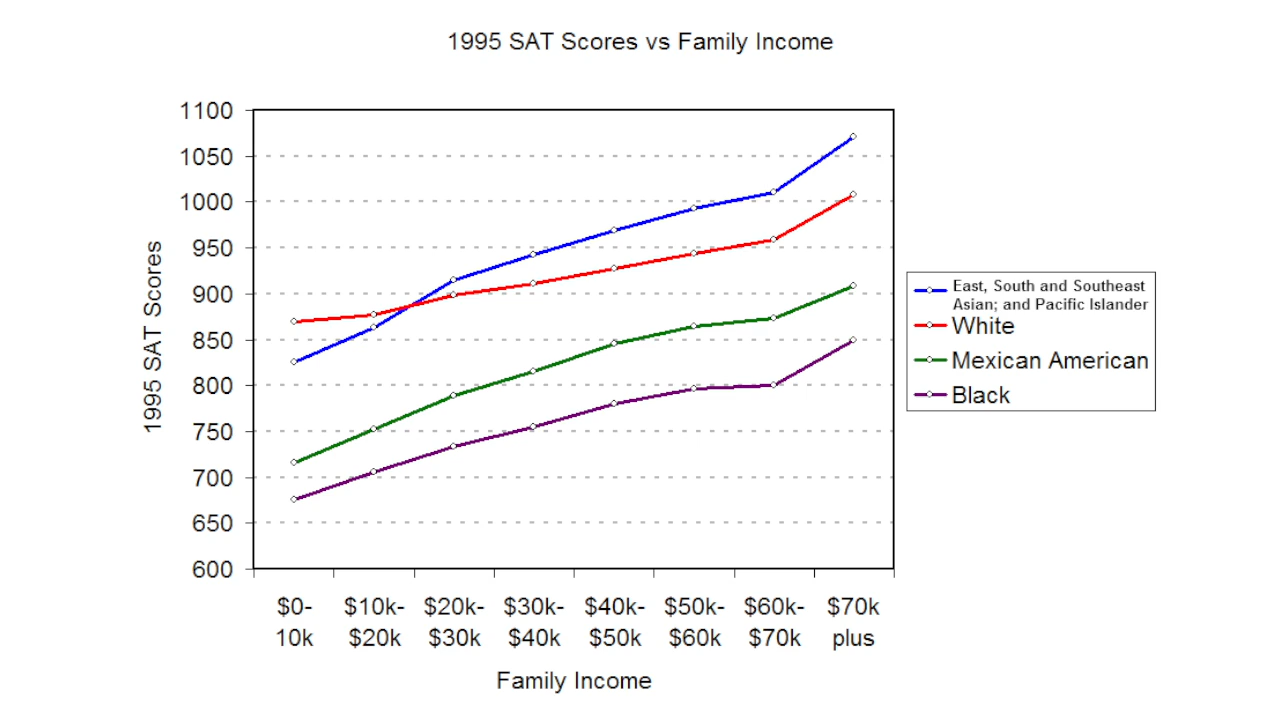 1995 SAT Scores vs Family Income
1100
1050
1000
950
900
850
800
750
700
650
600
1995 SAT Scores
$0-
10k
$10k-
$20k
$20k-
$30k
$30k-
$40k
$40k-
$50k
$50k-
$60k
$60k-
$70k
$70k
plus
Family Income
East, South and Southeast
Asian; and Pacific Islander
White
Mexican American
Black